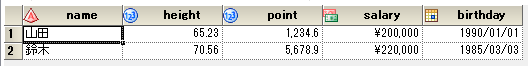 name height point salary birthday
1 山田 65.23 1,234.6 ¥200,000 1990/01/01
2 鈴木 70.56 5,678.9 ¥220,000 1985/03/03